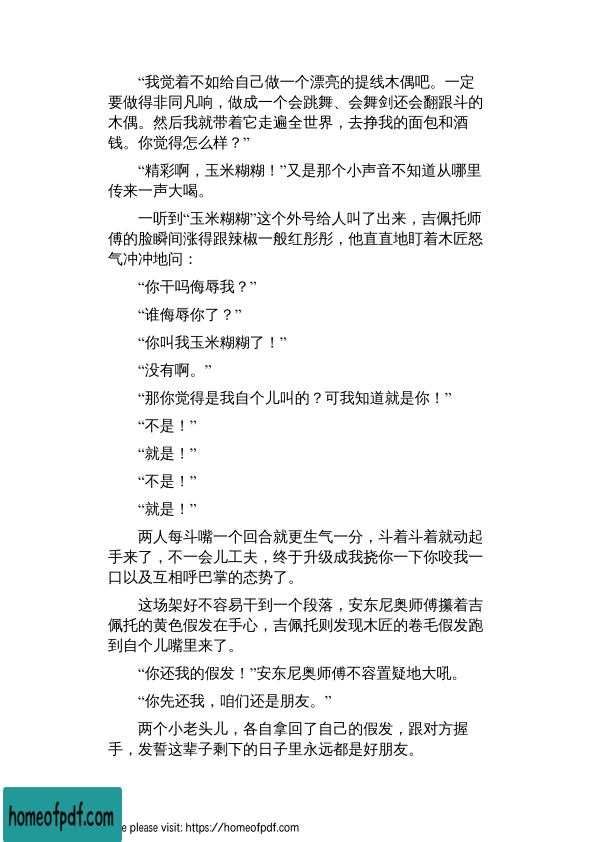 “我觉着不如给自己做一个漂亮的提线木偶吧。一定
要做得非同凡响，做成一个会跳舞、会舞剑还会翻跟斗的
木偶。然后我就带着它走遍全世界，去挣我的面包和酒
钱。你觉得怎么样？”
“精彩啊，玉米糊糊！”又是那个小声音不知道从哪里
传来一声大喝。
一听到“玉米糊糊”这个外号给人叫了出来，吉佩托师
傅的脸瞬间涨得跟辣椒一般红彤彤，他直直地盯着木匠怒
气冲冲地问：
“你干吗侮辱我？”
“谁侮辱你了？”
“你叫我玉米糊糊了！”
“没有啊。”
“那你觉得是我自个儿叫的？可我知道就是你！”
“不是！”
“就是！”
“不是！”
“就是！”
两人每斗嘴一个回合就更生气一分，斗着斗着就动起
手来了，不一会儿工夫，终于升级成我挠你一下你咬我一
口以及互相呼巴掌的态势了。
这场架好不容易干到一个段落，安东尼奥师傅攥着吉
佩托的黄色假发在手心，吉佩托则发现木匠的卷毛假发跑
到自个儿嘴里来了。
“你还我的假发！”安东尼奥师傅不容置疑地大吼。
“你先还我，咱们还是朋友。”
两个小老头儿，各自拿回了自己的假发，跟对方握
手，发誓这辈子剩下的日子里永远都是好朋友。
homeofpdf.com
please visit: https://homeofpdf.com